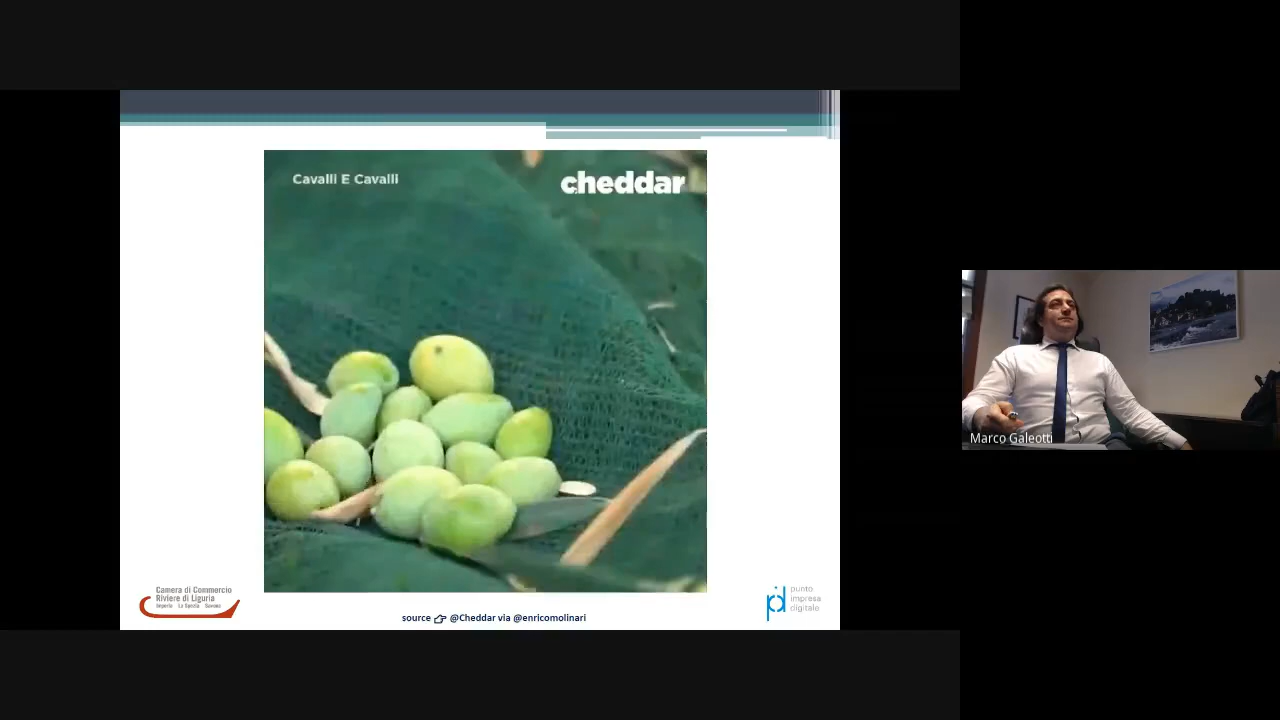 Cavalli E Cavalli
cheddar
Camera di Commercio
Riviere di Liguria
Imperia La Spezia Savona
punto
impresa
digitale
source 👉 @Cheddar via @enricomolinari
Marco Galeotti